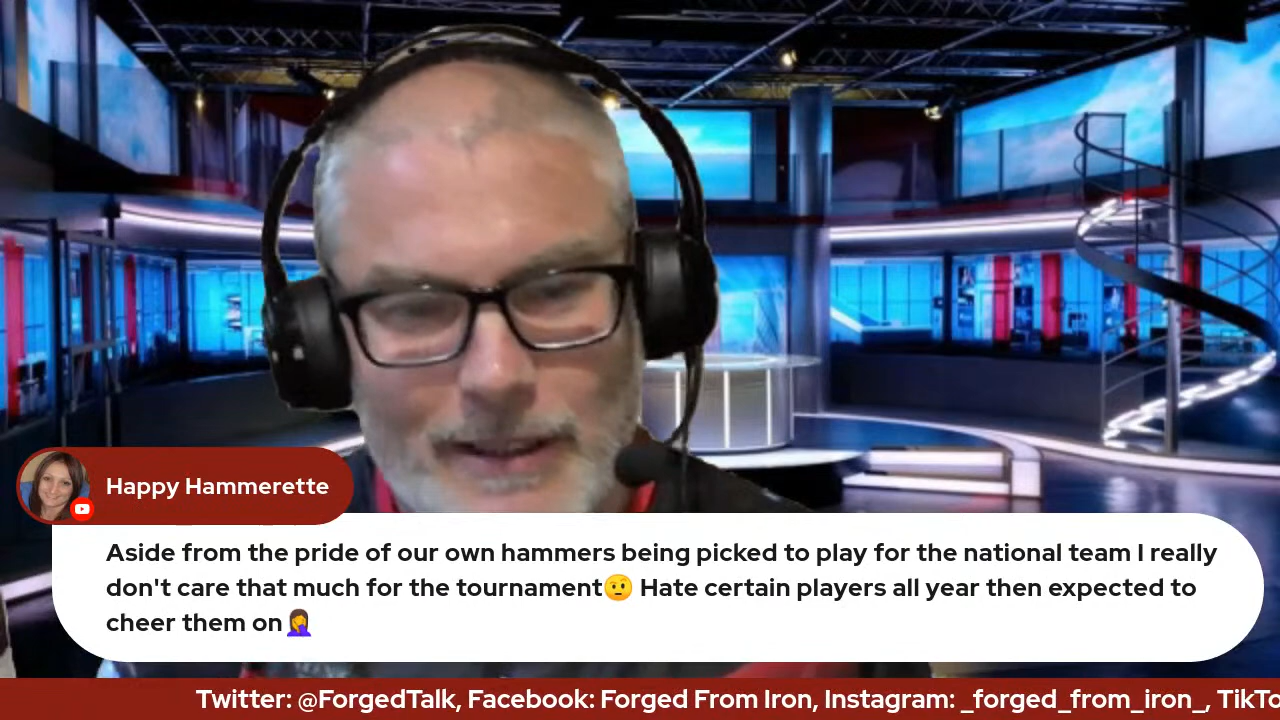 Happy Hammerette
Aside from the pride of our own hammers being picked to play for the national team I really
don't care that much for the tournament🤨 Hate certain players all year then expected to
cheer them on🤦‍♀️
Twitter: @ForgedTalk, Facebook: Forged From Iron, Instagram: _forged_from_iron_, TikTo